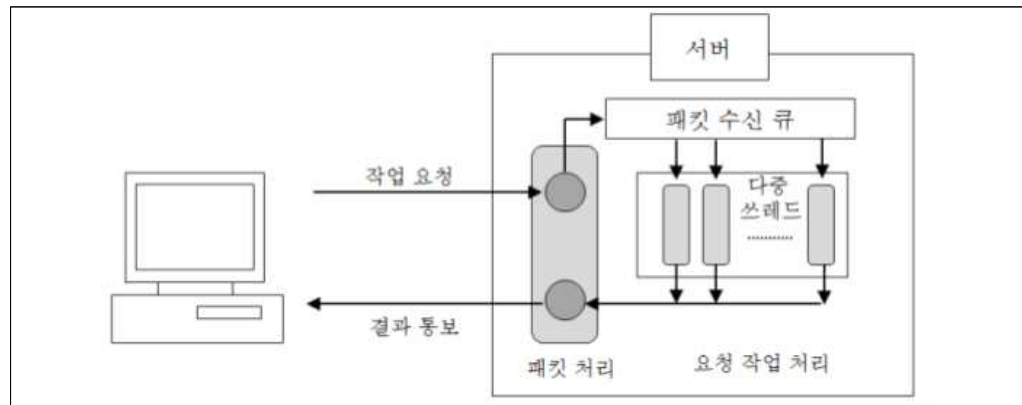 서버
패킷 수신 큐
작업 요청
다중
쓰레드
...........
결과 통보
패킷 처리
요청 작업 처리